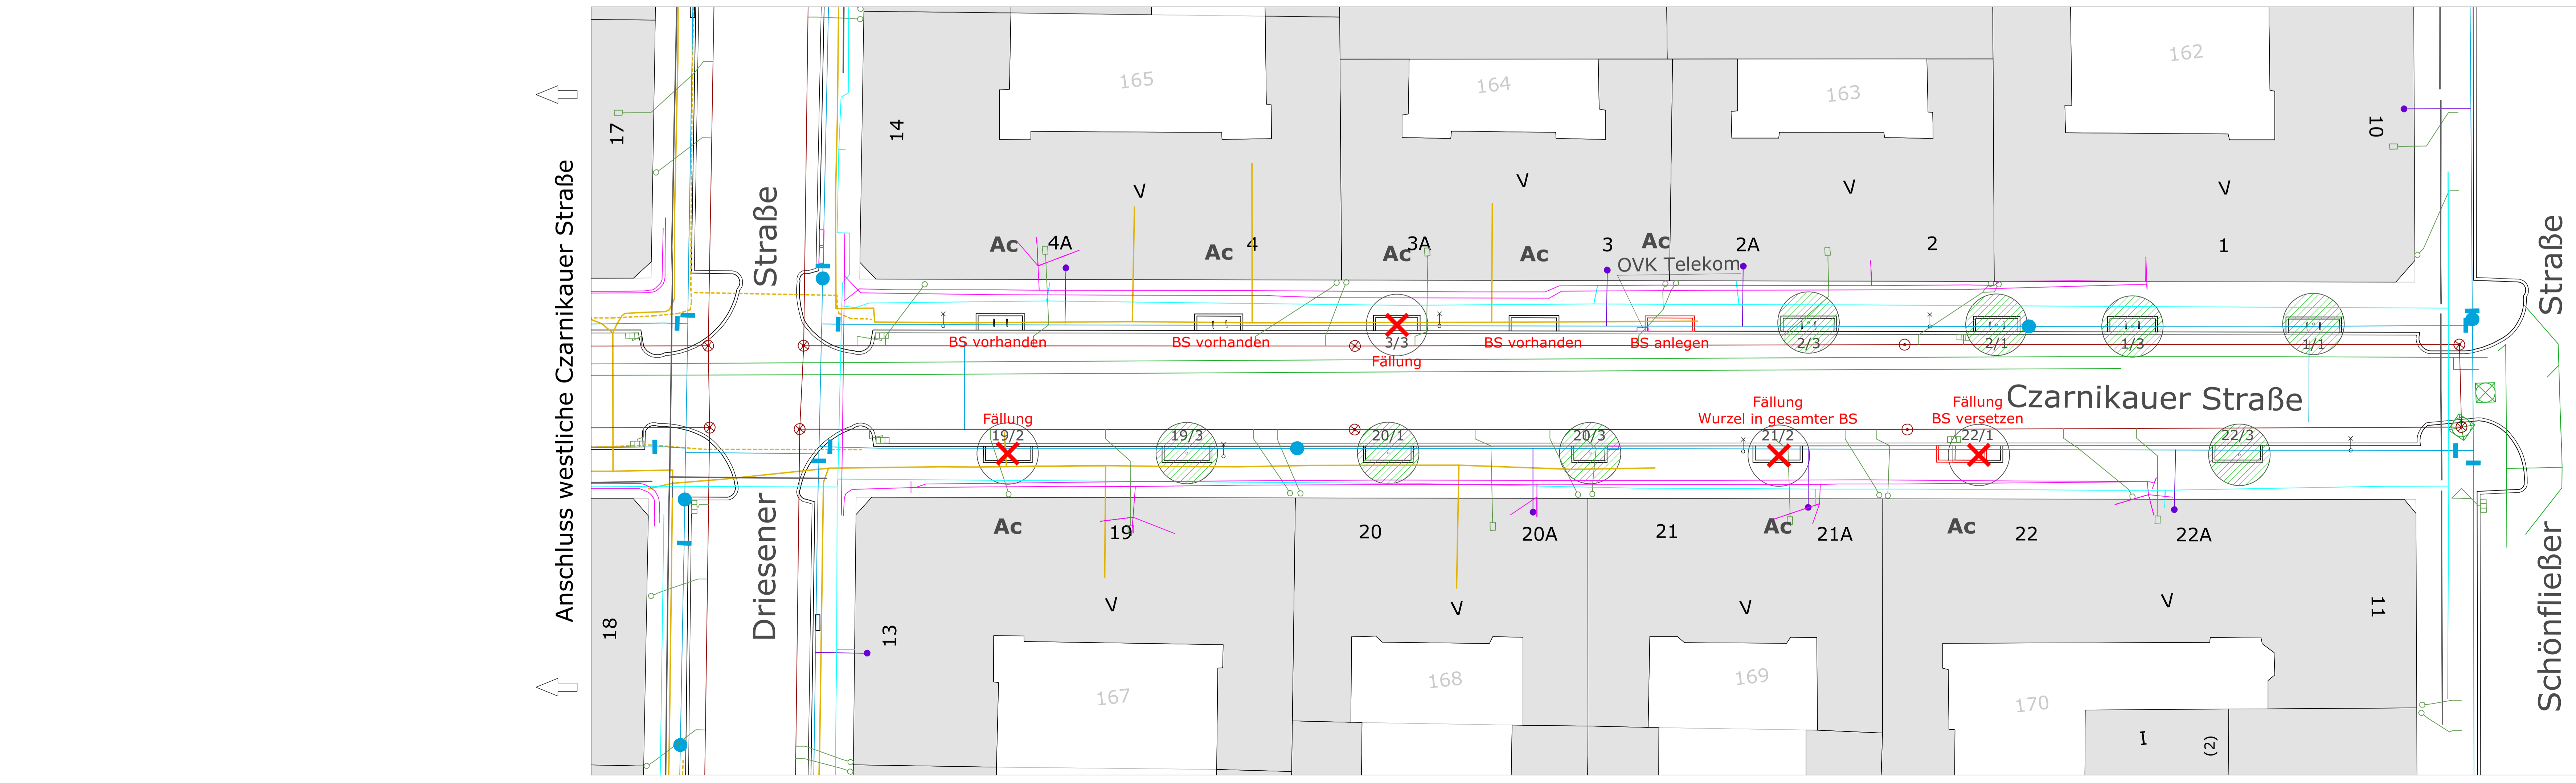 Anschluss westliche Czarnikauer Straße
17
Straße
14
165
164
163
162
10
V
V
V
V
Straße
Ac
4A
Ac
4
Ac
3A
Ac
3
Ac
2A
2
1
OVK Telekom
BS vorhanden
BS vorhanden
3/3
Fällung
BS vorhanden
BS anlegen
2/3
2/1
1/3
1/1
Czarnikauer Straße
Fällung
19/2
19/3
20/1
20/3
Fällung
Wurzel in gesamter BS
21/2
Fällung
BS versetzen
22/1
22/3
Ac
19
20
20A
21
Ac
21A
Ac
22
22A
Driesener
Schönfließer
V
V
V
V
18
13
11
167
168
169
170
I
(2)